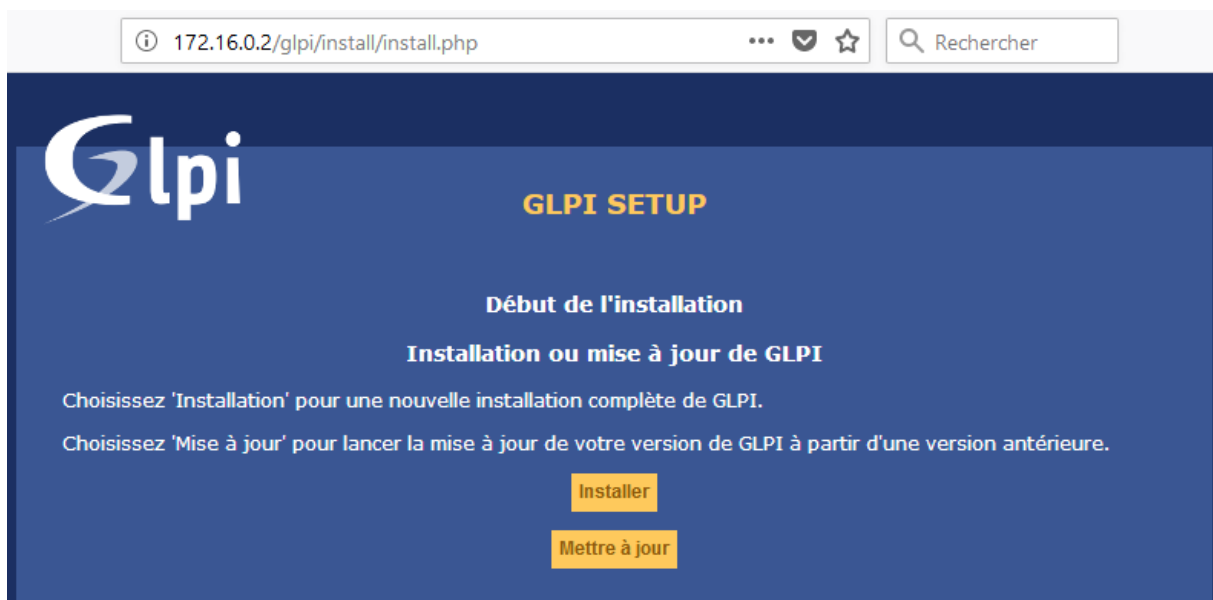 172.16.0.2/glpi/install/install.php
Rechercher
Glpi
GLPI SETUP
Début de l'installation
Installation ou mise à jour de GLPI
Choisissez 'Installation' pour une nouvelle installation complète de GLPI.
Choisissez 'Mise à jour' pour lancer la mise à jour de votre version de GLPI à partir d'une version antérieure.
Installer
Mettre à jour